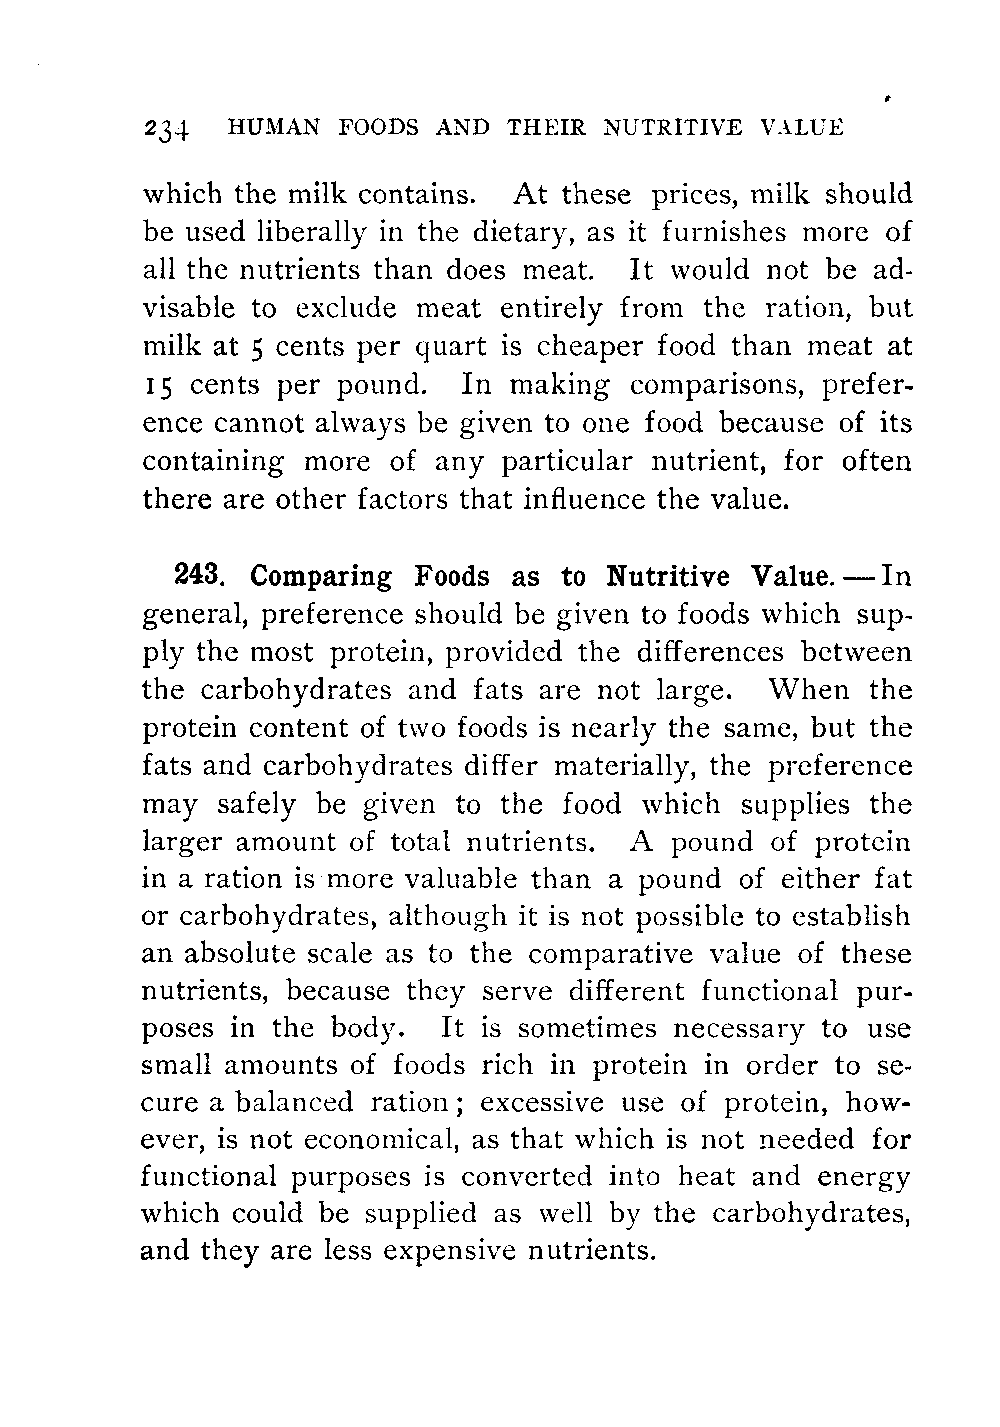 234 HUMAN FOODS AND THEIR NUTRITIVE VALUE
which the milk contains. At these prices, milk should
be used liberally in the dietary, as it furnishes more of
all the nutrients than does meat. It would not be ad-
visable to exclude meat entirely from the ration, but
milk at 5 cents per quart is cheaper food than meat at
15 cents per pound. In making comparisons, prefer-
ence cannot always be given to one food because of its
containing more of any particular nutrient, for often
there are other factors that influence the value.
243. Comparing Foods as to Nutritive Value. — In
general, preference should be given to foods which sup-
ply the most protein, provided the differences between
the carbohydrates and fats are not large. When the
protein content of two foods is nearly the same, but the
fats and carbohydrates differ materially, the preference
may safely be given to the food which supplies the
larger amount of total nutrients. A pound of protein
in a ration is more valuable than a pound of either fat
or carbohydrates, although it is not possible to establish
an absolute scale as to the comparative value of these
nutrients, because they serve different functional pur-
poses in the body. It is sometimes necessary to use
small amounts of foods rich in protein in order to se-
cure a balanced ration; excessive use of protein, how-
ever, is not economical, as that which is not needed for
functional purposes is converted into heat and energy
which could be supplied as well by the carbohydrates,
and they are less expensive nutrients.